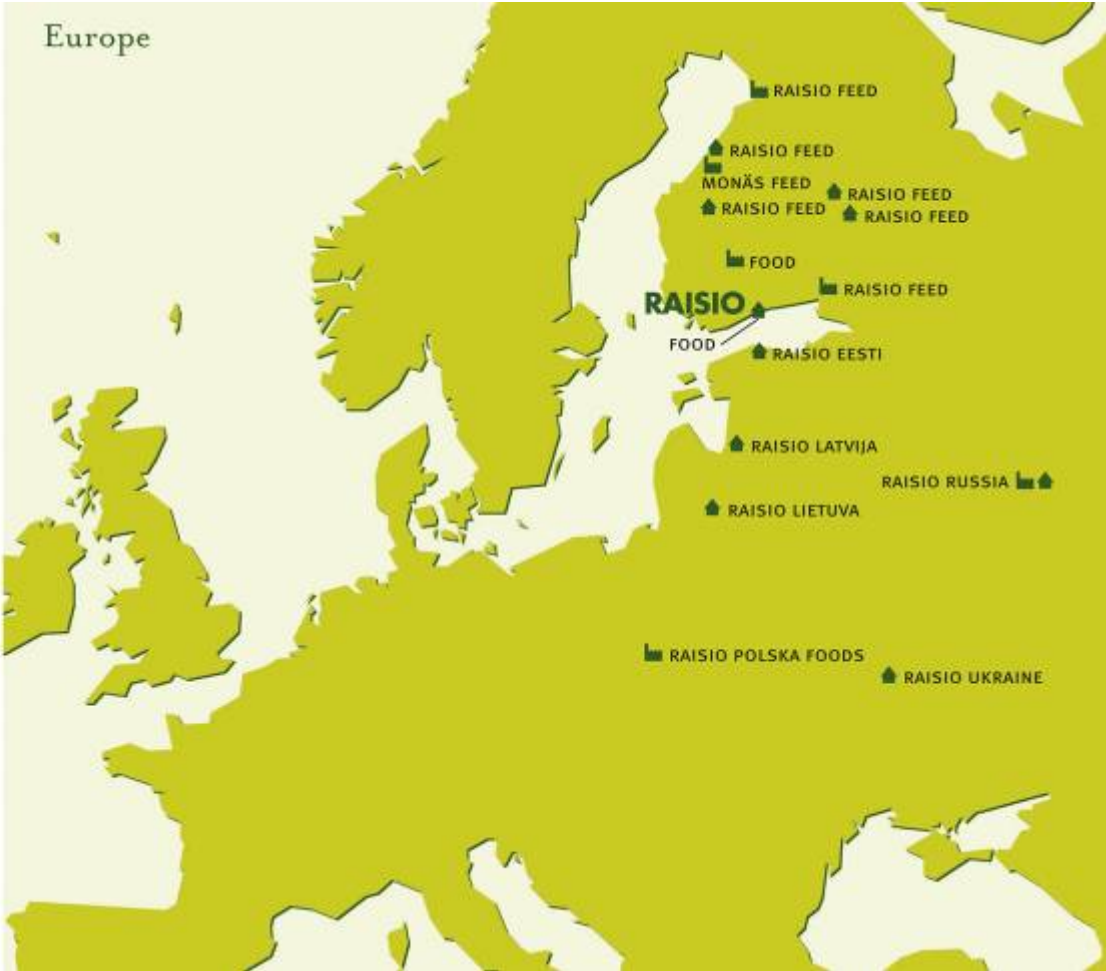 Europe
RAISIO FEED
RAISIO FEED
MONÄS FEED
RAISIO FEED
RAISIO FEED
RAISIO FEED
FOOD
RAISIO FEED
RAISIO
FOOD
RAISIO EESTI
RAISIO LATVIJA
RAISIO RUSSIA
RAISIO LIETUVA
RAISIO POLSKA FOODS
RAISIO UKRAINE